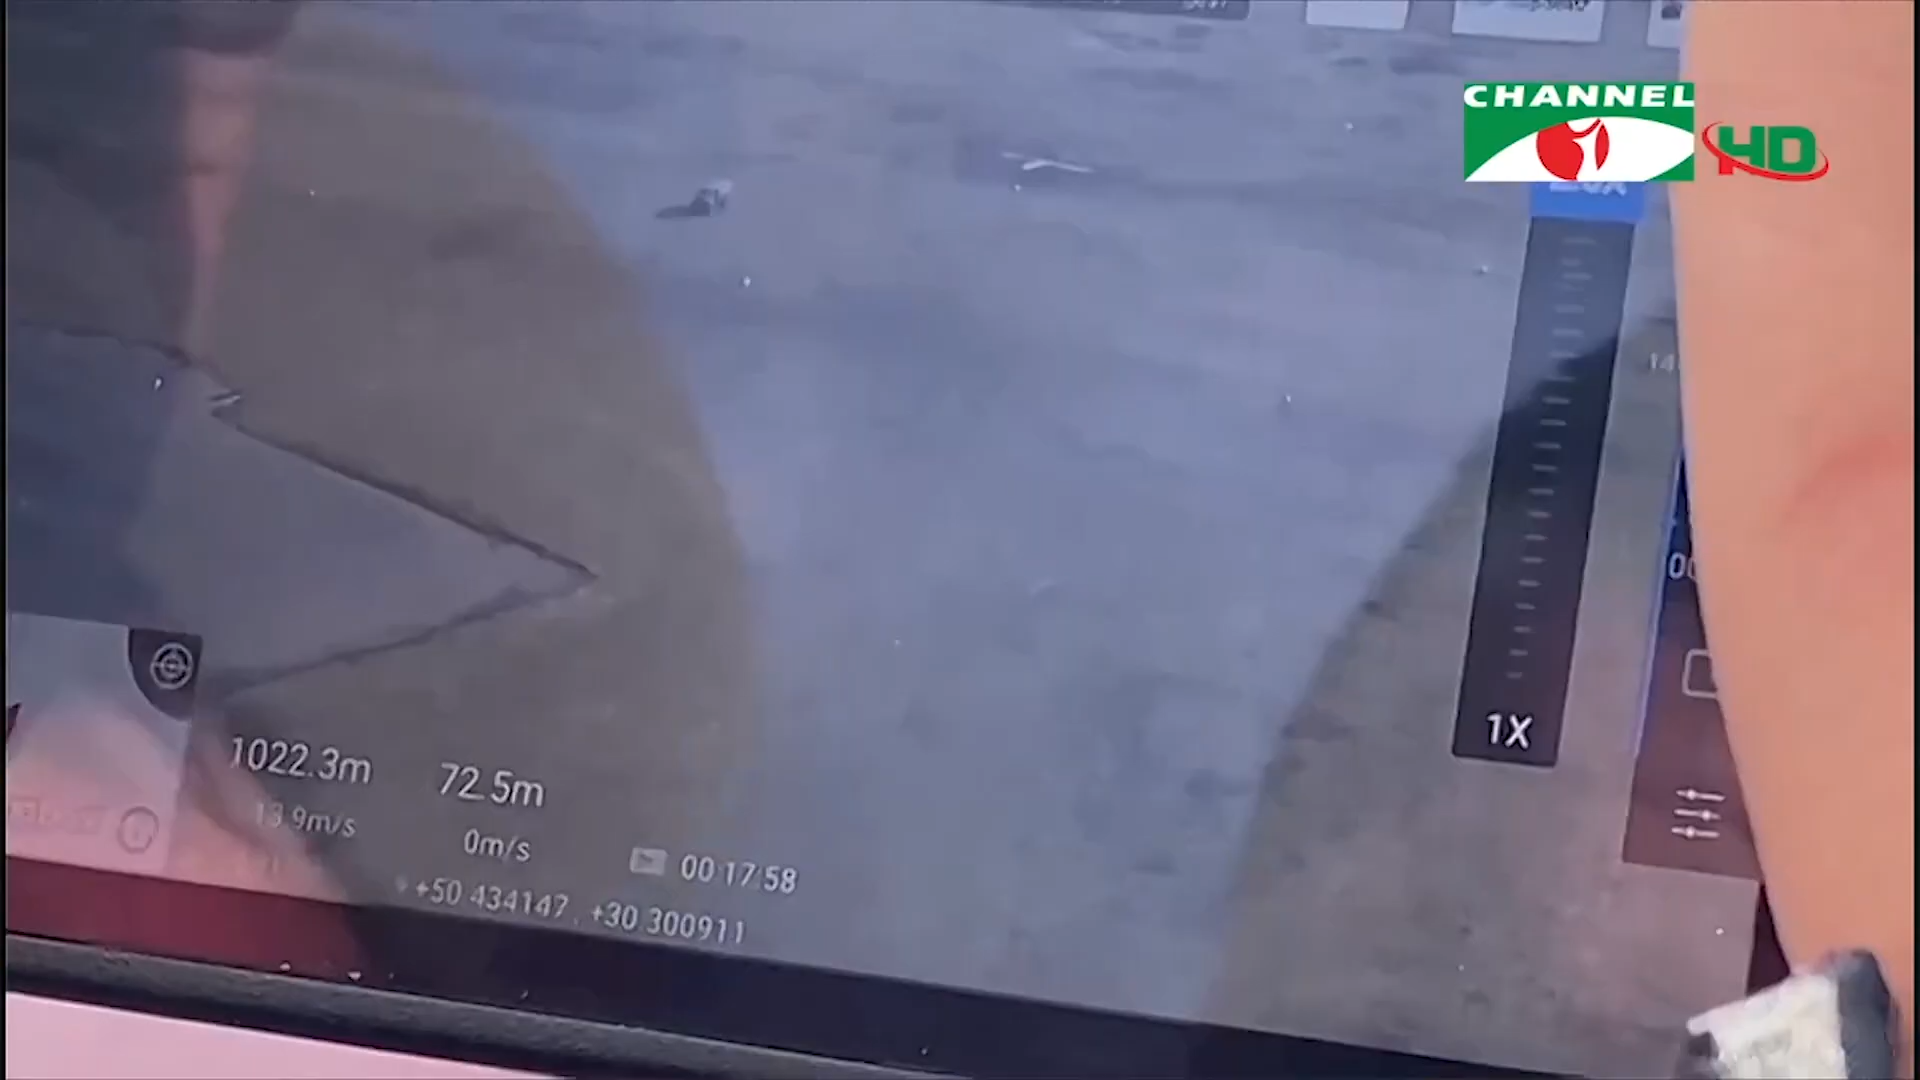 CHANNEL
HD
1X
1022.3m 72.5m
13.9m/s 0m/s
00:17:58
+50.434147, +30.300911